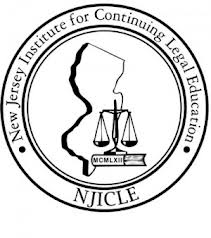 New Jersey Institute for Continuing Legal Education
MCMLXII
NJICLE